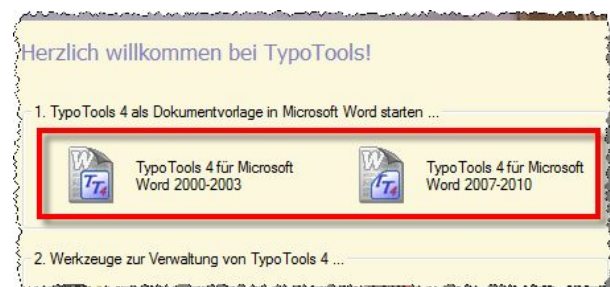 Herzlich willkommen bei TypoTools!
1. TypoTools 4 als Dokumentvorlage in Microsoft Word starten ...
TypoTools 4 für Microsoft
Word 2000-2003
TypoTools 4 für Microsoft
Word 2007-2010
2. Werkzeuge zur Verwaltung von TypoTools 4 ...